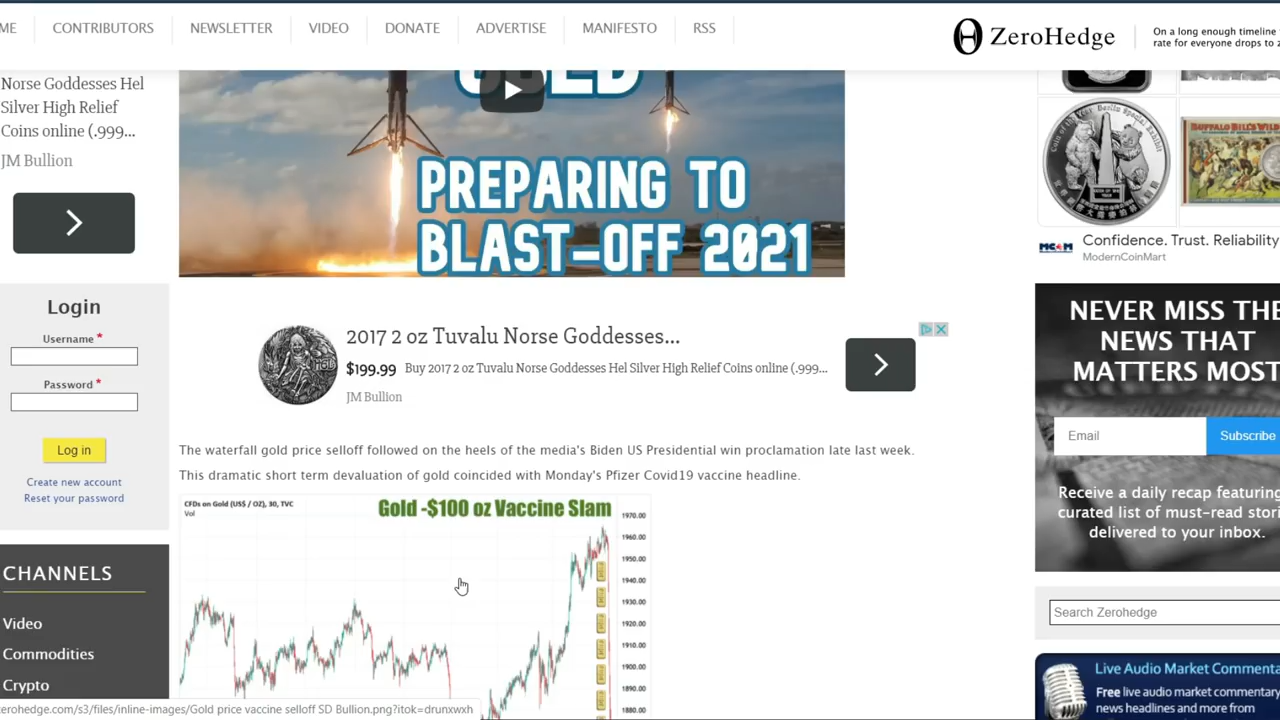 ME
CONTRIBUTORS
NEWSLETTER
VIDEO
DONATE
ADVERTISE
MANIFESTO
RSS
ZeroHedge
On a long enough timeline
rate for everyone drops to
Norse Goddesses Hel
Silver High Relief
Coins online (.999...
JM Bullion
Login
Username *
Password *
Log in
Create new account
Reset your password
CHANNELS
Video
Commodities
Crypto
GOLD
PREPARING TO
BLAST-OFF 2021
2017 2 oz Tuvalu Norse Goddesses...
$199.99 Buy 2017 2 oz Tuvalu Norse Goddesses Hel Silver High Relief Coins online (.999...
JM Bullion
The waterfall gold price selloff followed on the heels of the media's Biden US Presidential win proclamation late last week.
This dramatic short term devaluation of gold coincided with Monday's Pfizer Covid19 vaccine headline.
CFDs on Gold (US$ / OZ), 30, TVC
Vol
Gold -$100 oz Vaccine Slam
1970.00
1960.00
1950.00
1940.00
1930.00
1920.00
1910.00
1900.00
1890.00
1880.00
zerohedge.com/s3/files/inline-images/Gold price vaccine selloff SD Bullion.png?itok=drunxwxh
BUFFALO BILL'S WILD
MCM
Confidence. Trust. Reliability
ModernCoinMart
NEVER MISS THE
NEWS THAT
MATTERS MOST
Email
Subscribe
Receive a daily recap featuring
curated list of must-read stori
delivered to your inbox.
Search Zerohedge
Live Audio Market Commenta
Free live audio market commentary
news headlines and more from